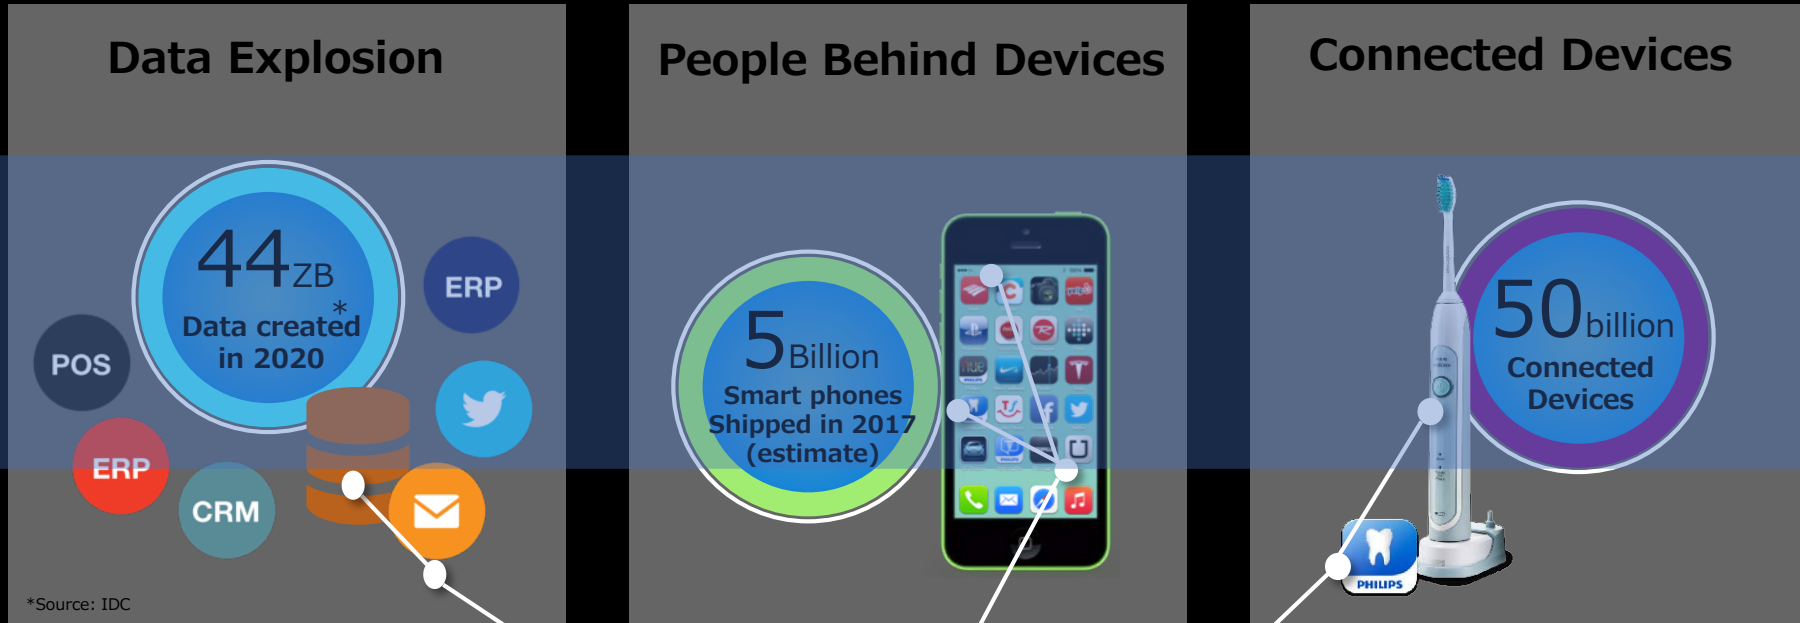 Data Explosion
44ZB
*
Data created
in 2020
ERP
POS
ERP
CRM
*Source: IDC
People Behind Devices
5Billion
Smart phones
Shipped in 2017
(estimate)
hue
Connected Devices
50billion
Connected
Devices
PHILIPS